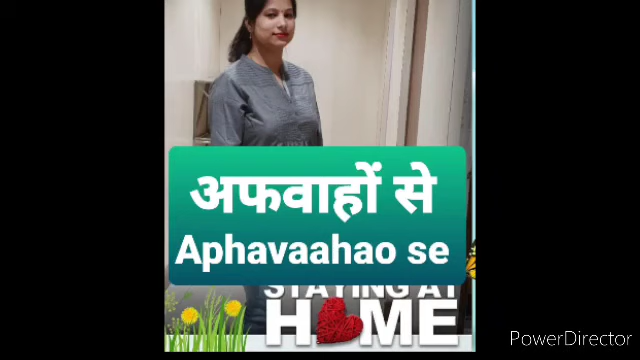 अफवाहों से
Aphavaahao se
STAYING AT
HOME
PowerDirector